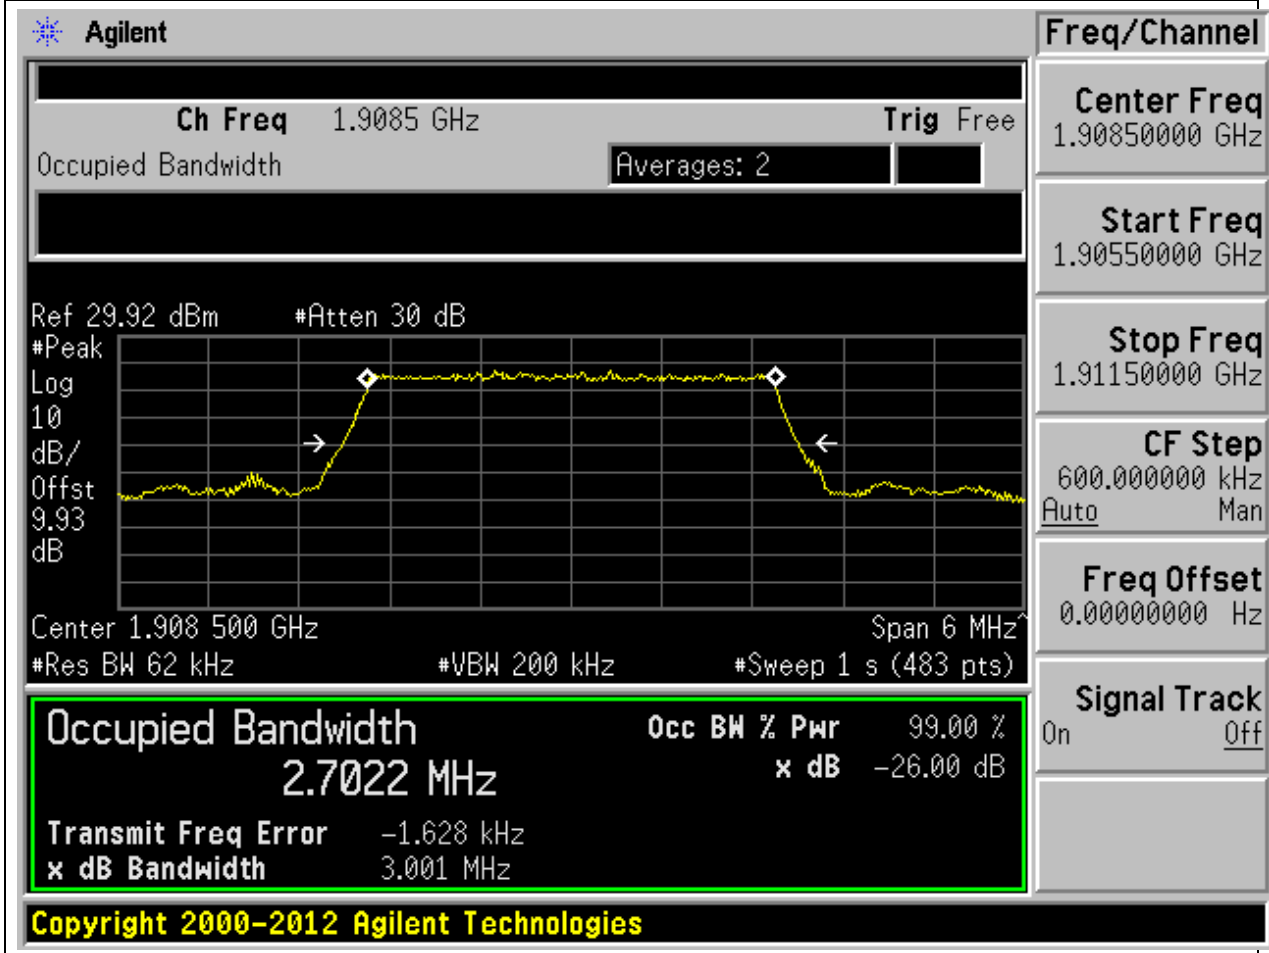 Agilent
Freq/Channel
Ch Freq 1.9085 GHz Trig Free
Occupied Bandwidth Averages: 2
Center Freq
1.90850000 GHz
Start Freq
1.90550000 GHz
Stop Freq
1.91150000 GHz
CF Step
600.000000 kHz
Auto Man
Freq Offset
0.00000000 Hz
Signal Track
On Off
Ref 29.92 dBm #Atten 30 dB
#Peak
Log
10
dB/
Offst
9.93
dB
Center 1.908 500 GHz Span 6 MHz^
#Res BW 62 kHz #VBW 200 kHz #Sweep 1 s (483 pts)
Occupied Bandwidth Occ BW % Pwr 99.00 %
2.7022 MHz x dB -26.00 dB
Transmit Freq Error -1.628 kHz
x dB Bandwidth 3.001 MHz
Copyright 2000-2012 Agilent Technologies